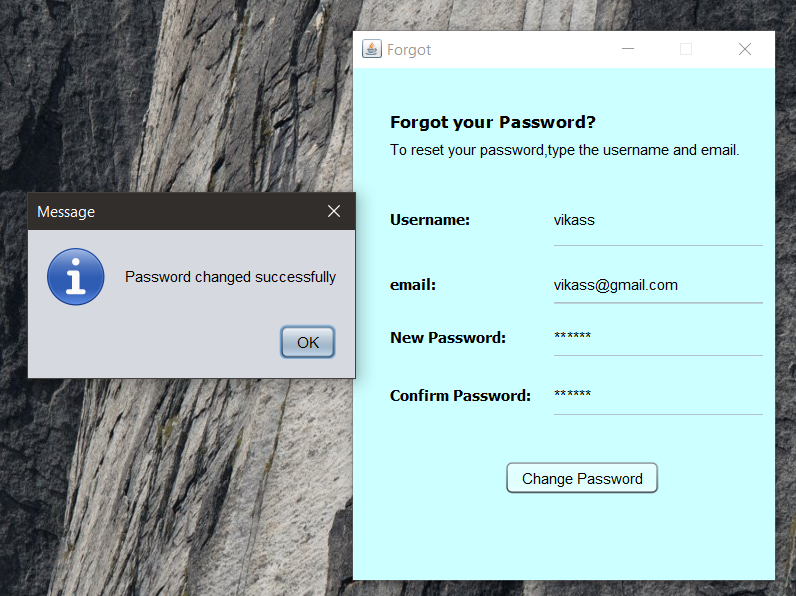 Forgot
Forgot your Password?
To reset your password,type the username and email.
Message
Password changed successfully
OK
Username: vikass
email: vikass@gmail.com
New Password: ******
Confirm Password: ******
Change Password